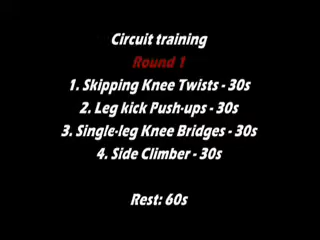 Circuit training
Round 1
1. Skipping Knee Twists - 30s
2. Leg kick Push-ups - 30s
3. Single-leg Knee Bridges - 30s
4. Side Climber - 30s
Rest: 60s